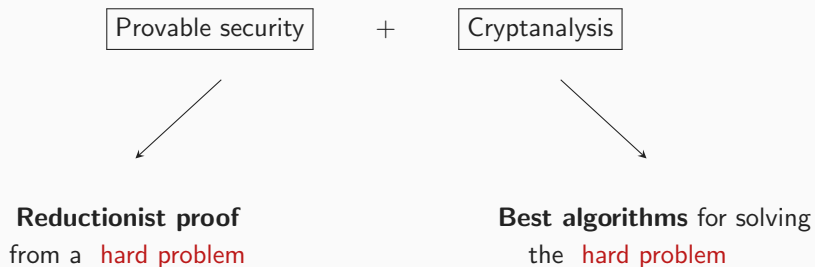 Provable security + Cryptanalysis
Reductionist proof
from a hard problem
Best algorithms for solving
the hard problem